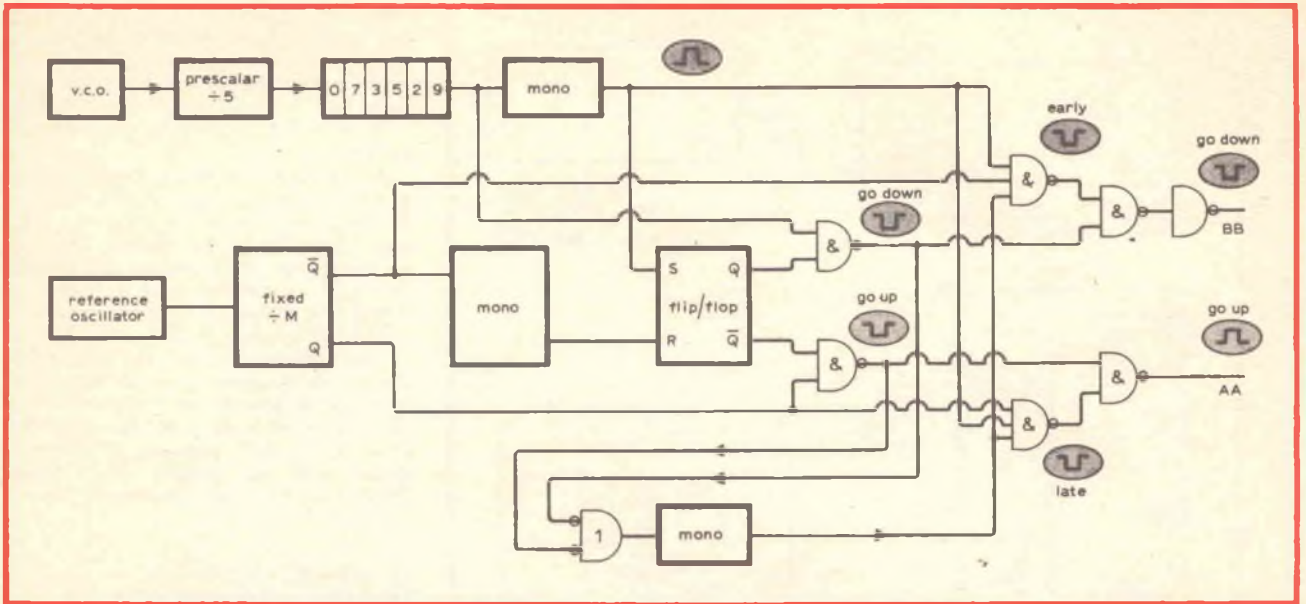 v.c.o.
prescalar
÷ 5
0 7 3 5 2 9
mono
early
&
go down
&
BB
go down
&
reference
oscillator
Q̅
fixed
÷ M
Q
mono
S Q
flip/flop
R Q̅
go up
&
go up
&
AA
&
late
1
mono